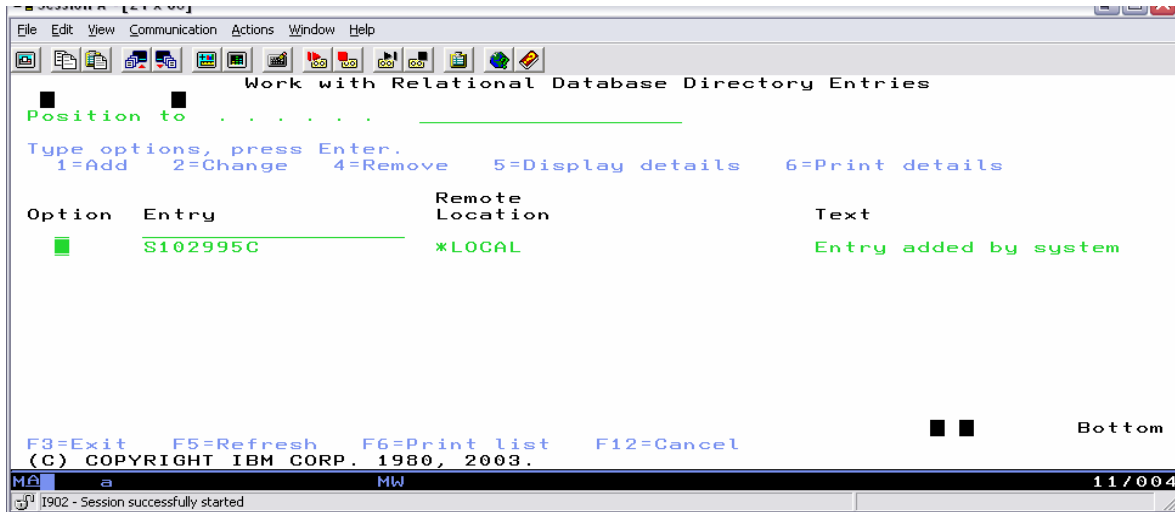 File Edit View Communication Actions Window Help
Work with Relational Database Directory Entries
Position to . . . . . .
Type options, press Enter.
1=Add 2=Change 4=Remove 5=Display details 6=Print details
Remote
Option Entry Location Text
S102995C *LOCAL Entry added by system
Bottom
F3=Exit F5=Refresh F6=Print list F12=Cancel
(C) COPYRIGHT IBM CORP. 1980, 2003.
MA a MW 11/004
I902 - Session successfully started